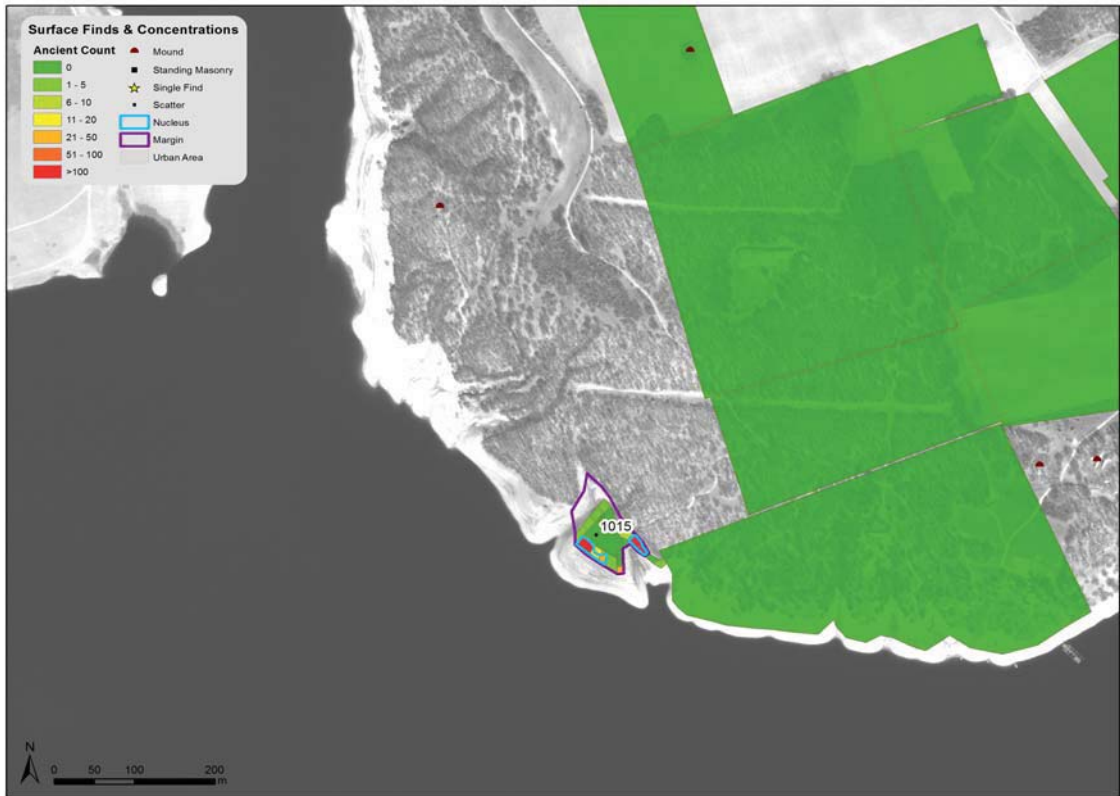 Surface Finds & Concentrations
Ancient Count
0
1 - 5
6 - 10
11 - 20
21 - 50
51 - 100
>100
Mound
Standing Masonry
Single Find
Scatter
Nucleus
Margin
Urban Area
1015
N
0 50 100 200
m